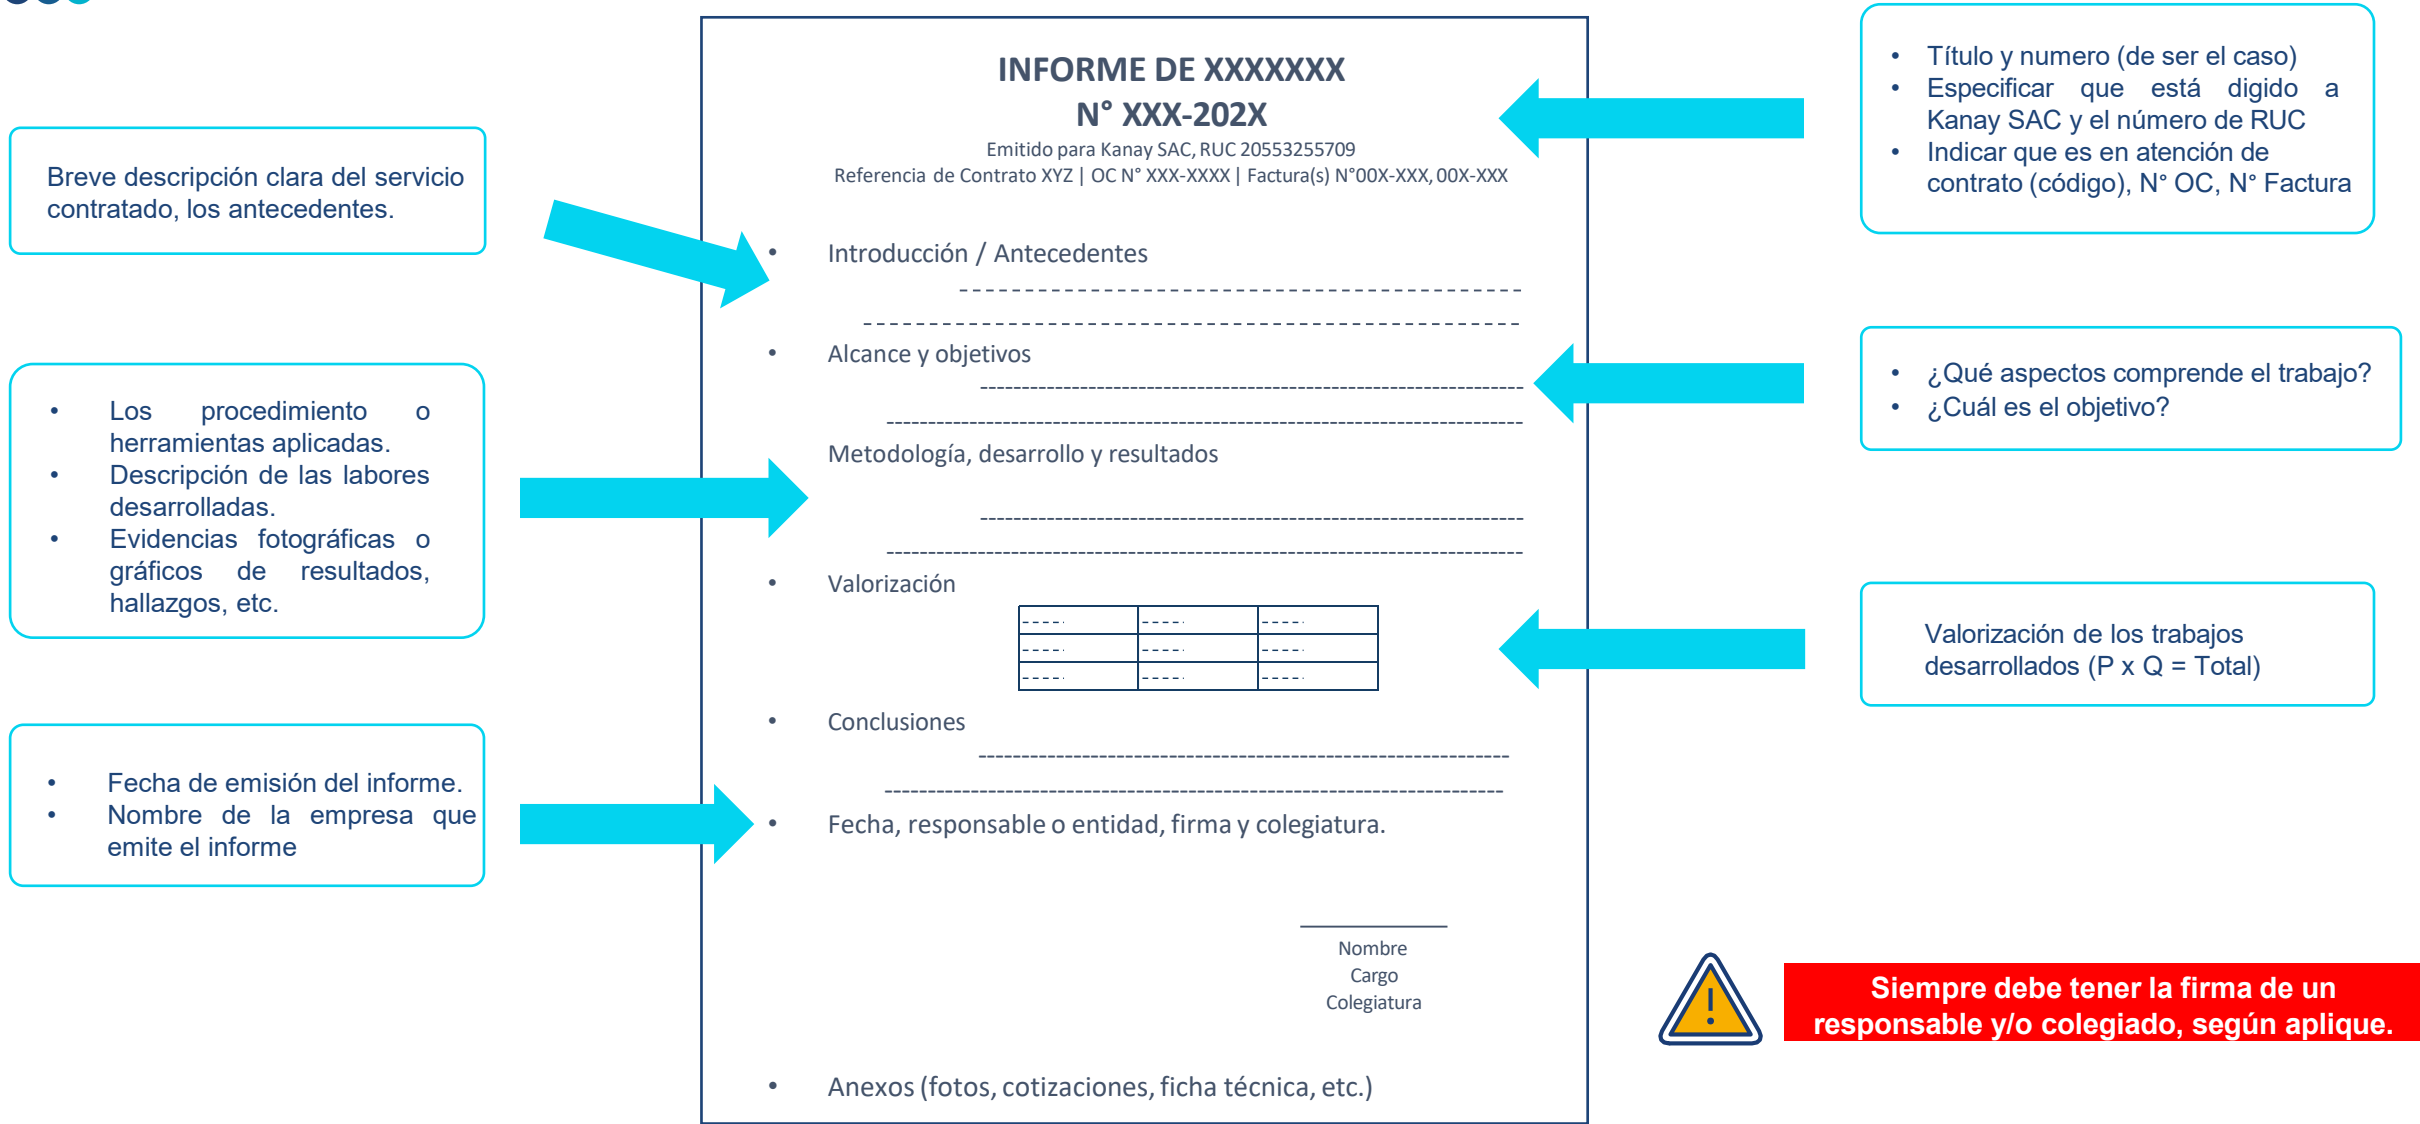 INFORME DE XXXXXXX
N° XXX-202X
Emitido para Kanay SAC, RUC 20553255709
Referencia de Contrato XYZ | OC N° XXX-XXXX | Factura(s) N°00X-XXX, 00X-XXX
• Introducción / Antecedentes
• Alcance y objetivos
Metodología, desarrollo y resultados
• Valorización
• Conclusiones
• Fecha, responsable o entidad, firma y colegiatura.
Nombre
Cargo
Colegiatura
• Anexos (fotos, cotizaciones, ficha técnica, etc.)
Breve descripción clara del servicio
contratado, los antecedentes.
• Los procedimiento o
herramientas aplicadas.
• Descripción de las labores
desarrolladas.
• Evidencias fotográficas o
gráficos de resultados,
hallazgos, etc.
• Fecha de emisión del informe.
• Nombre de la empresa que
emite el informe
• Título y numero (de ser el caso)
• Especificar que está digido a
Kanay SAC y el número de RUC
• Indicar que es en atención de
contrato (código), N° OC, N° Factura
• ¿Qué aspectos comprende el trabajo?
• ¿Cuál es el objetivo?
Valorización de los trabajos
desarrollados (P x Q = Total)
Siempre debe tener la firma de un
responsable y/o colegiado, según aplique.